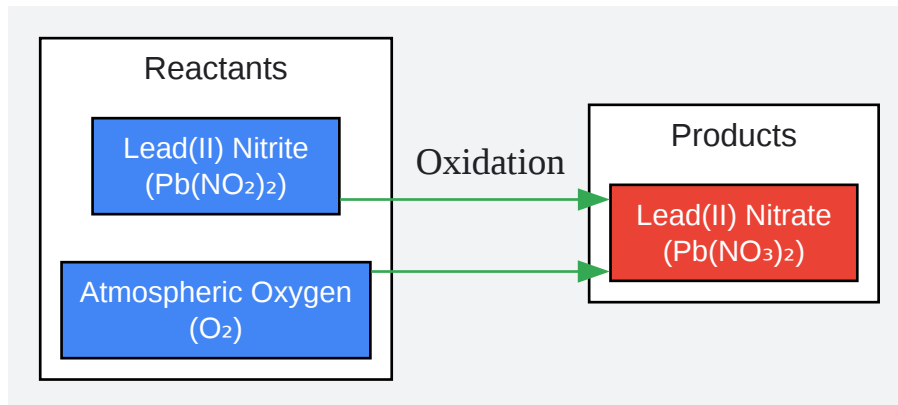 Reactants
Lead(II) Nitrite
(Pb(NO₂)₂)
Atmospheric Oxygen
(O₂)
Oxidation
Products
Lead(II) Nitrate
(Pb(NO₃)₂)